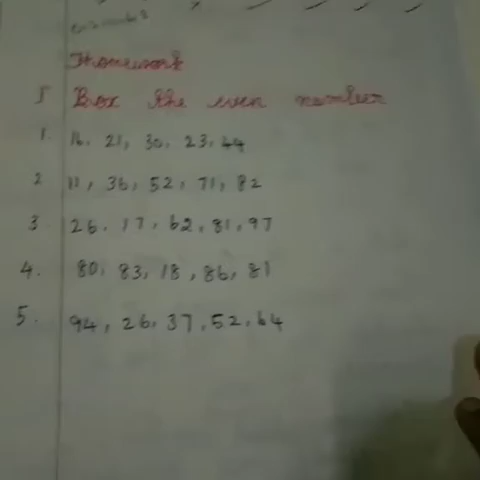 Homework
5 Box the even number
1. 16, 21, 30, 23, 44
2 11, 36, 52, 71, 82
3 26, 17, 62, 81, 97
4. 80, 83, 18, 86, 81
5. 94, 26, 37, 52, 64